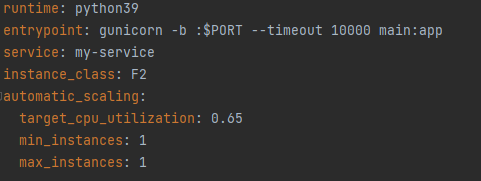 runtime: python39
entrypoint: gunicorn -b :$PORT --timeout 10000 main:app
service: my-service
instance_class: F2
automatic_scaling:
  target_cpu_utilization: 0.65
  min_instances: 1
  max_instances: 1